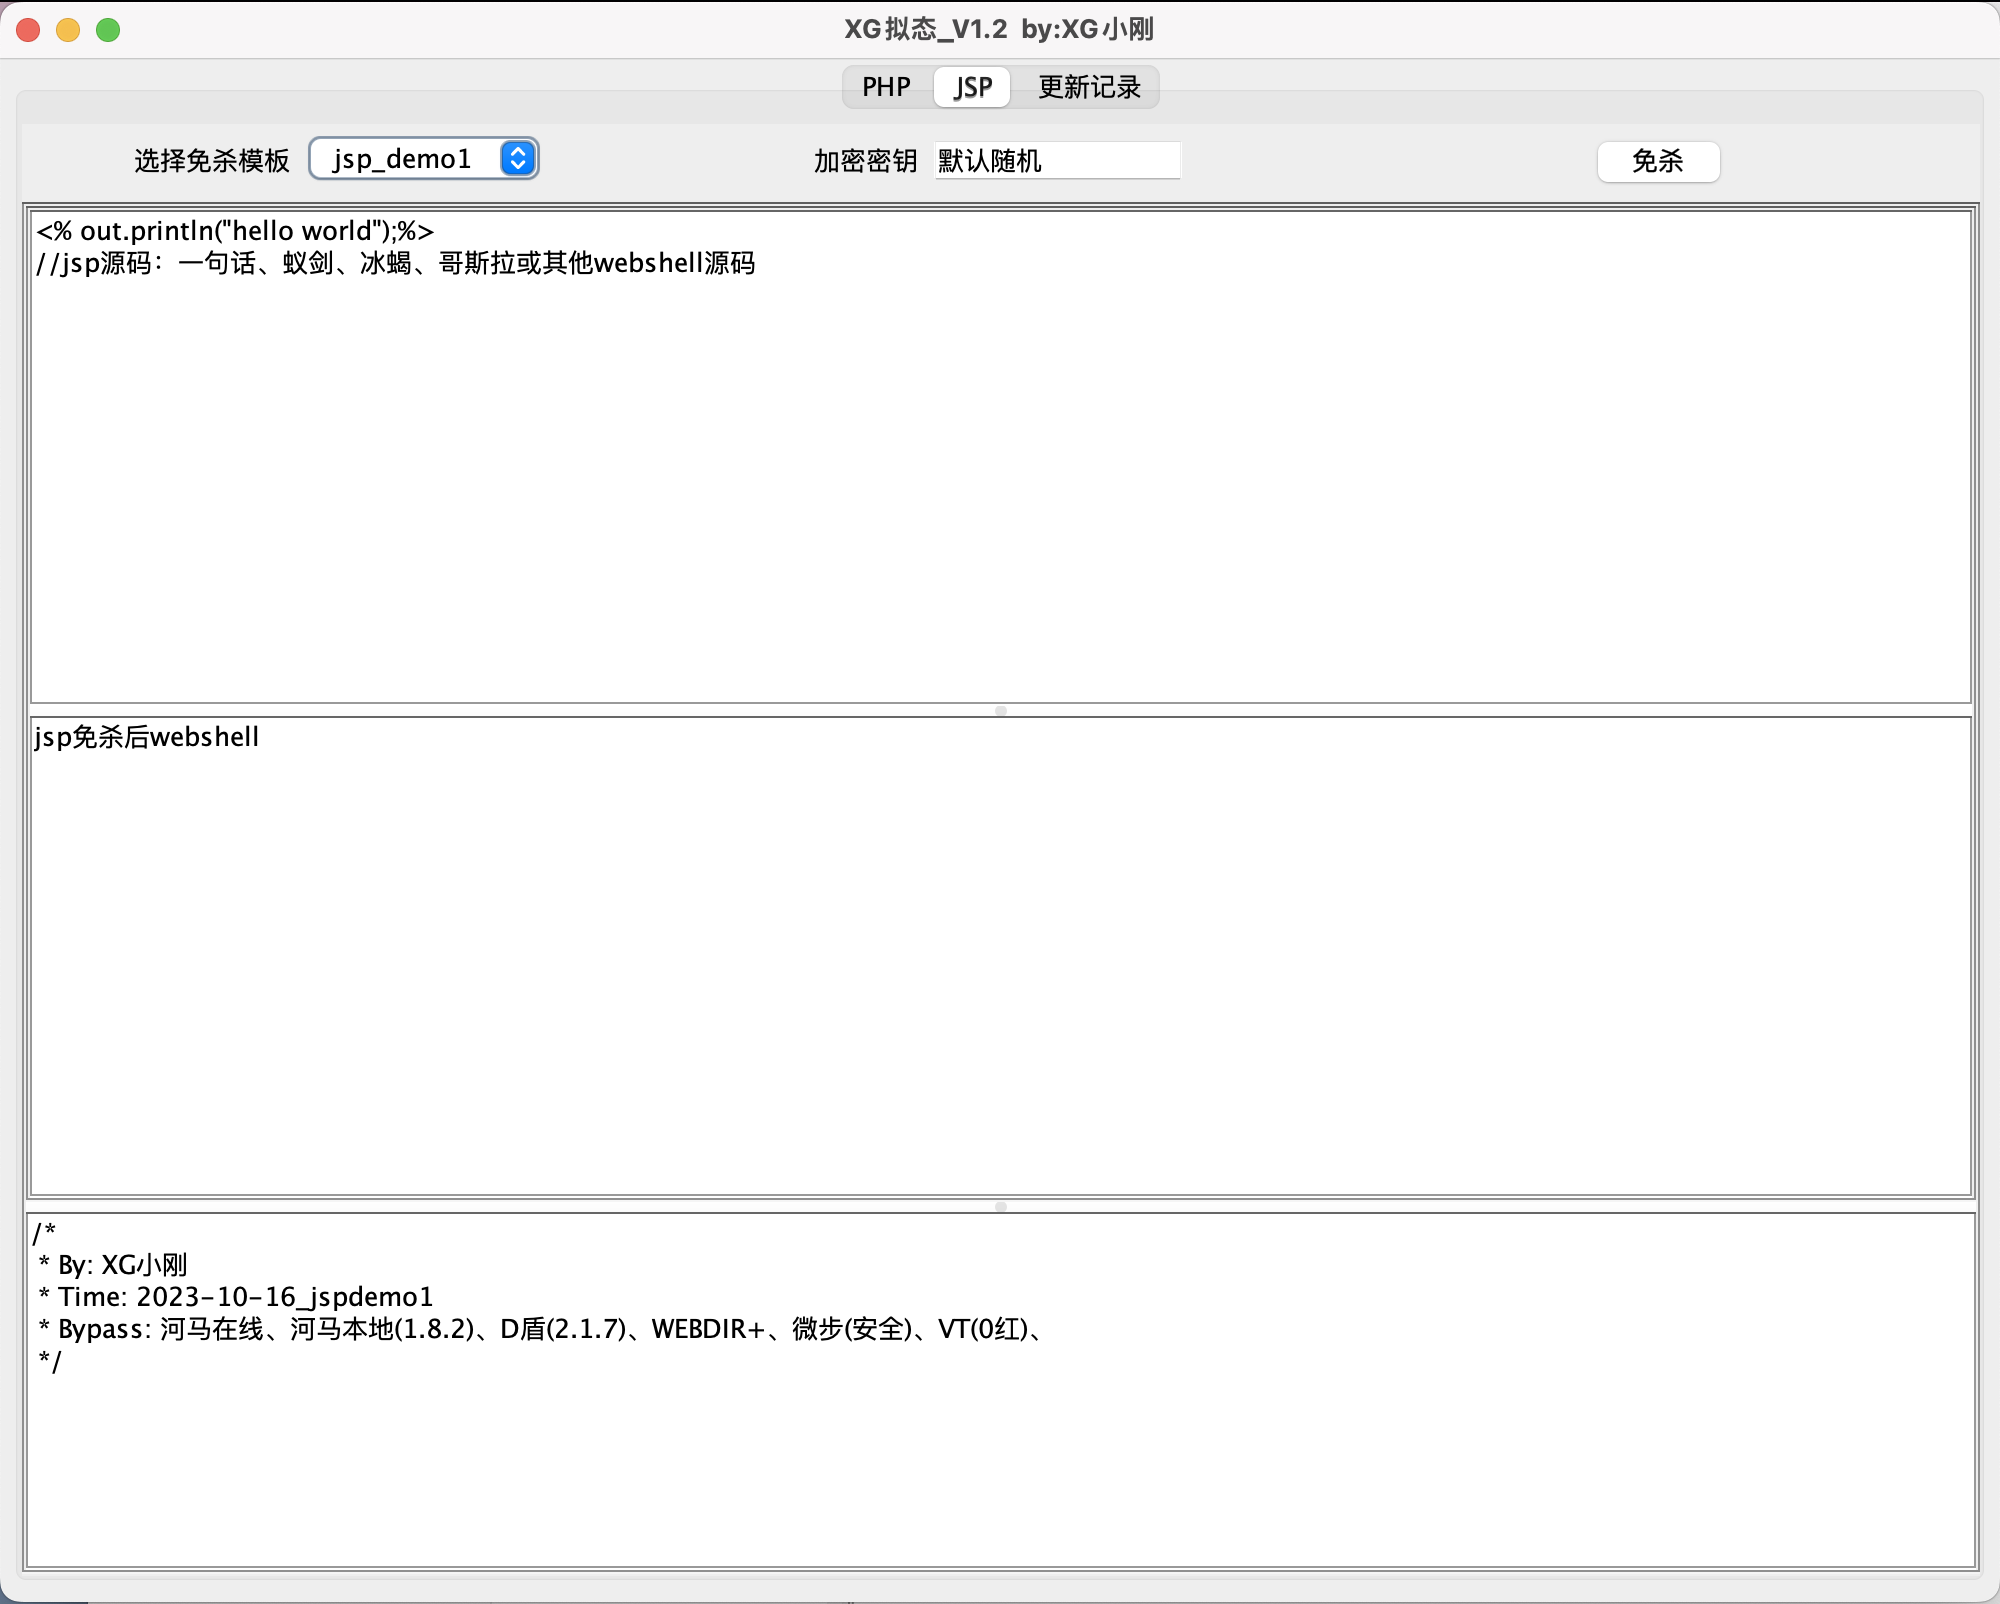 XG拟态_V1.2 by:XG小刚
PHP JSP 更新记录
选择免杀模板 jsp_demo1 加密密钥 默认随机 免杀
<% out.println("hello world");%>
//jsp源码：一句话、蚁剑、冰蝎、哥斯拉或其他webshell源码
jsp免杀后webshell
/*
* By: XG小刚
* Time: 2023-10-16_jspdemo1
* Bypass: 河马在线、河马本地(1.8.2)、D盾(2.1.7)、WEBDIR+、微步(安全)、VT(0红)、
*/